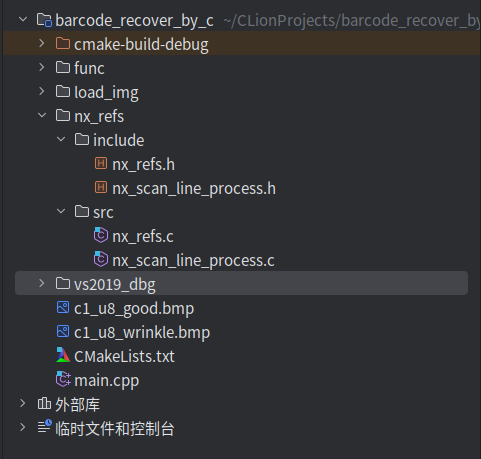 barcode_recover_by_c ~/CLionProjects/barcode_recover_by
cmake-build-debug
func
load_img
nx_refs
include
nx_refs.h
nx_scan_line_process.h
src
nx_refs.c
nx_scan_line_process.c
vs2019_dbg
c1_u8_good.bmp
c1_u8_wrinkle.bmp
CMakeLists.txt
main.cpp
外部库
临时文件和控制台